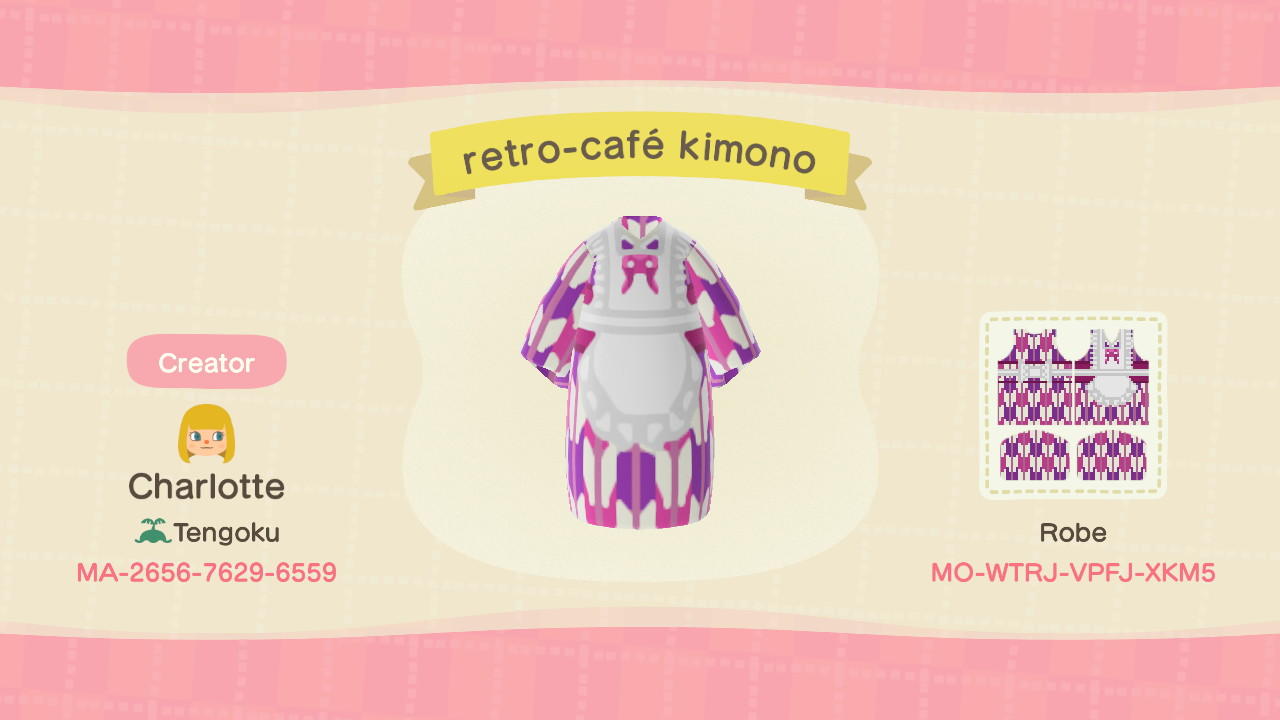 retro-café kimono
Creator
Charlotte
Tengoku
MA-2656-7629-6559
Robe
MO-WTRJ-VPFJ-XKM5